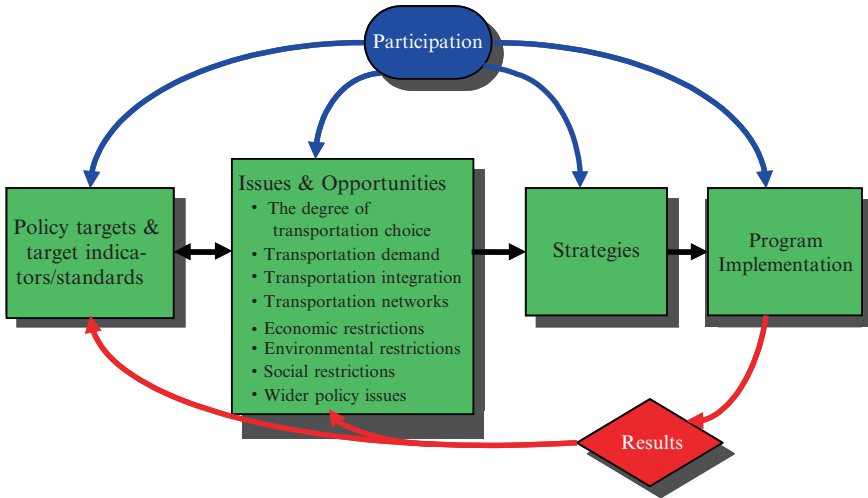 Participation
Policy targets &
target indica-
tors/standards
Issues & Opportunities
• The degree of
transportation choice
• Transportation demand
• Transportation integration
• Transportation networks
• Economic restrictions
• Environmental restrictions
• Social restrictions
• Wider policy issues
Strategies
Program
Implementation
Results